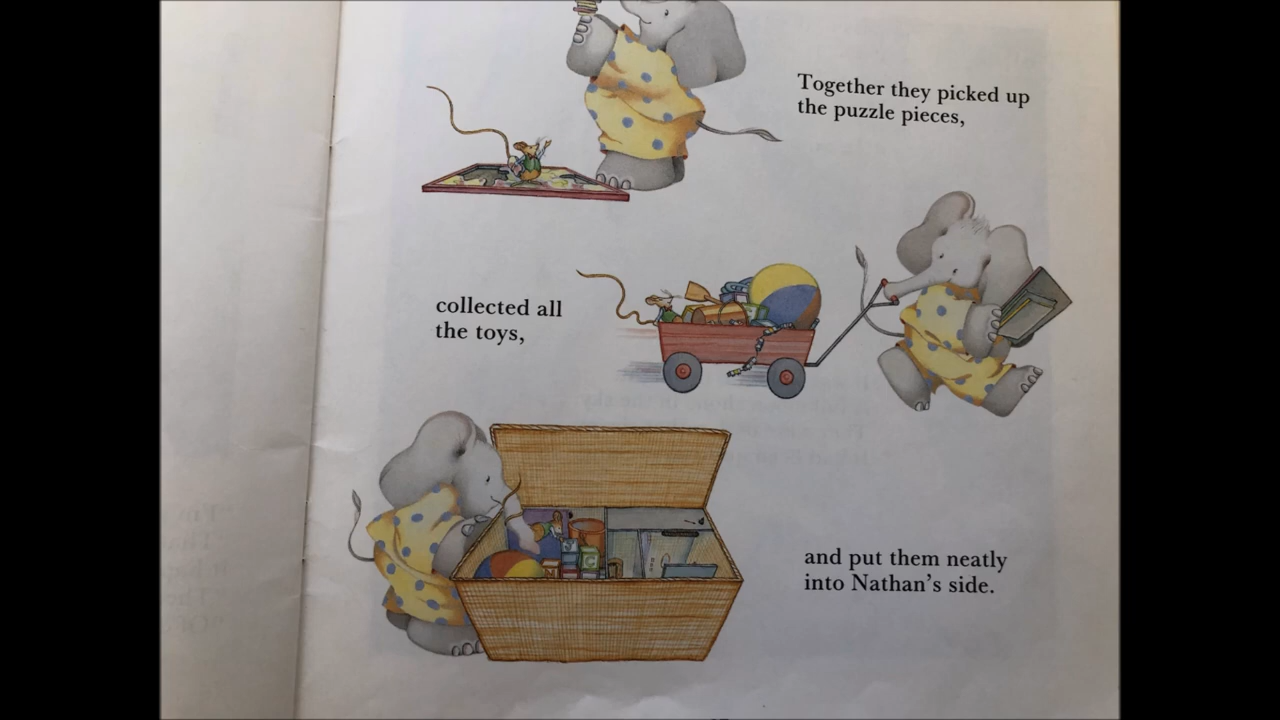 Together they picked up
the puzzle pieces,
collected all
the toys,
and put them neatly
into Nathan's side.